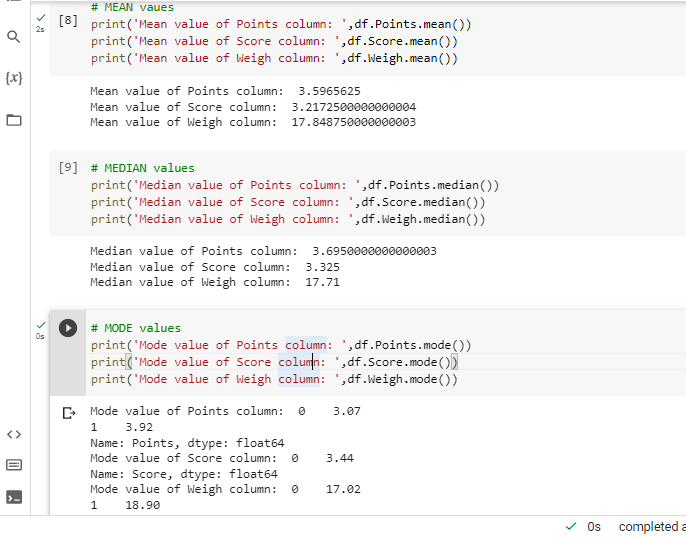 # MEAN vaues
2s
[8]
print('Mean value of Points column: ',df.Points.mean())
print('Mean value of Score column: ',df.Score.mean())
print('Mean value of Weigh column: ',df.Weigh.mean())
{x}
Mean value of Points column:  3.5965625
Mean value of Score column:  3.2172500000000004
Mean value of Weigh column:  17.848750000000003
[9]
# MEDIAN values
print('Median value of Points column: ',df.Points.median())
print('Median value of Score column: ',df.Score.median())
print('Median value of Weigh column: ',df.Weigh.median())
Median value of Points column:  3.6950000000000003
Median value of Score column:  3.325
Median value of Weigh column:  17.71
0s
# MODE values
print('Mode value of Points column: ',df.Points.mode())
print('Mode value of Score column: ',df.Score.mode())
print('Mode value of Weigh column: ',df.Weigh.mode())
Mode value of Points column:  0    3.07
1    3.92
Name: Points, dtype: float64
Mode value of Score column:  0    3.44
Name: Score, dtype: float64
Mode value of Weigh column:  0    17.02
1    18.90
0s completed a